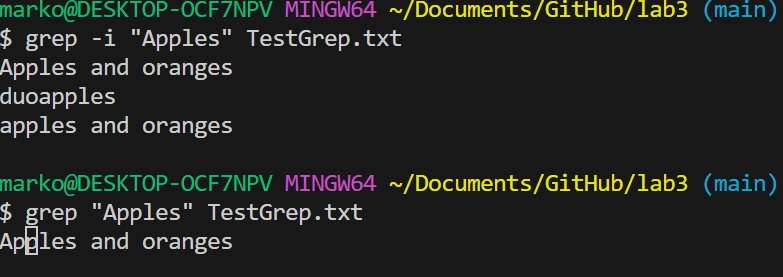 marko@DESKTOP-OCF7NPV MINGW64 ~/Documents/GitHub/lab3 (main)
$ grep -i "Apples" TestGrep.txt
Apples and oranges
duoapples
apples and oranges
marko@DESKTOP-OCF7NPV MINGW64 ~/Documents/GitHub/lab3 (main)
$ grep "Apples" TestGrep.txt
Apples and oranges